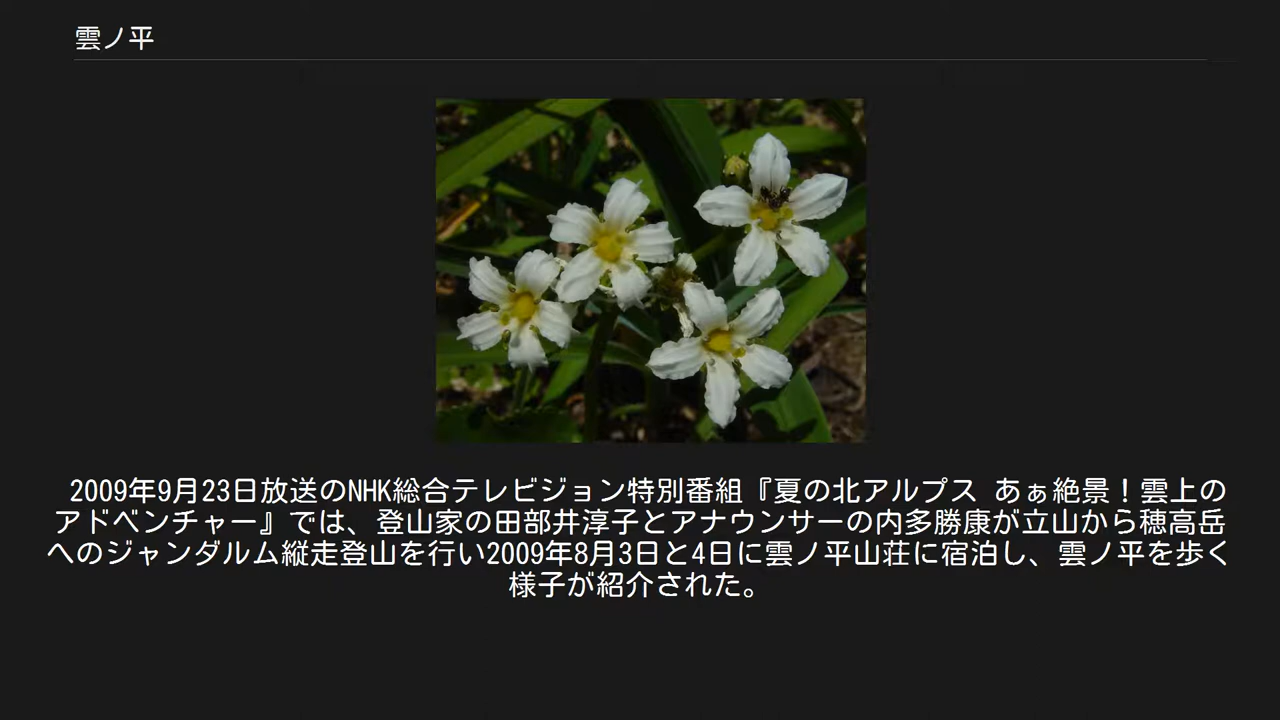 雲ノ平
2009年9月23日放送のNHK総合テレビジョン特別番組『夏の北アルプス あぁ絶景！雲上の
アドベンチャー』では、登山家の田部井淳子とアナウンサーの内多勝康が立山から穂高岳
へのジャンダルム縦走登山を行い2009年8月3日と4日に雲ノ平山荘に宿泊し、雲ノ平を歩く
様子が紹介された。